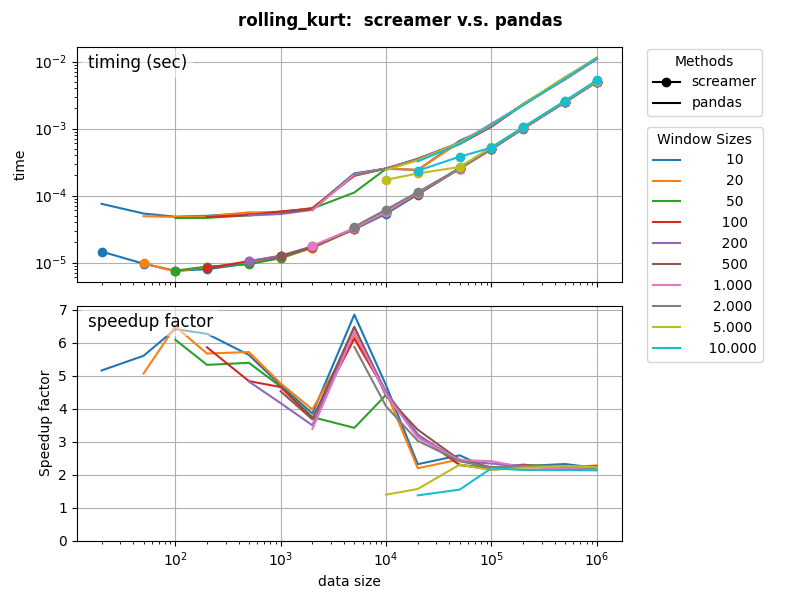 rolling_kurt:  screamer v.s. pandas
timing (sec)
10⁻²
10⁻³
10⁻⁴
10⁻⁵
time
Methods
screamer
pandas
Window Sizes
10
20
50
100
200
500
1.000
2.000
5.000
10.000
speedup factor
7
6
5
4
3
2
1
0
Speedup factor
10² 10³ 10⁴ 10⁵ 10⁶
data size